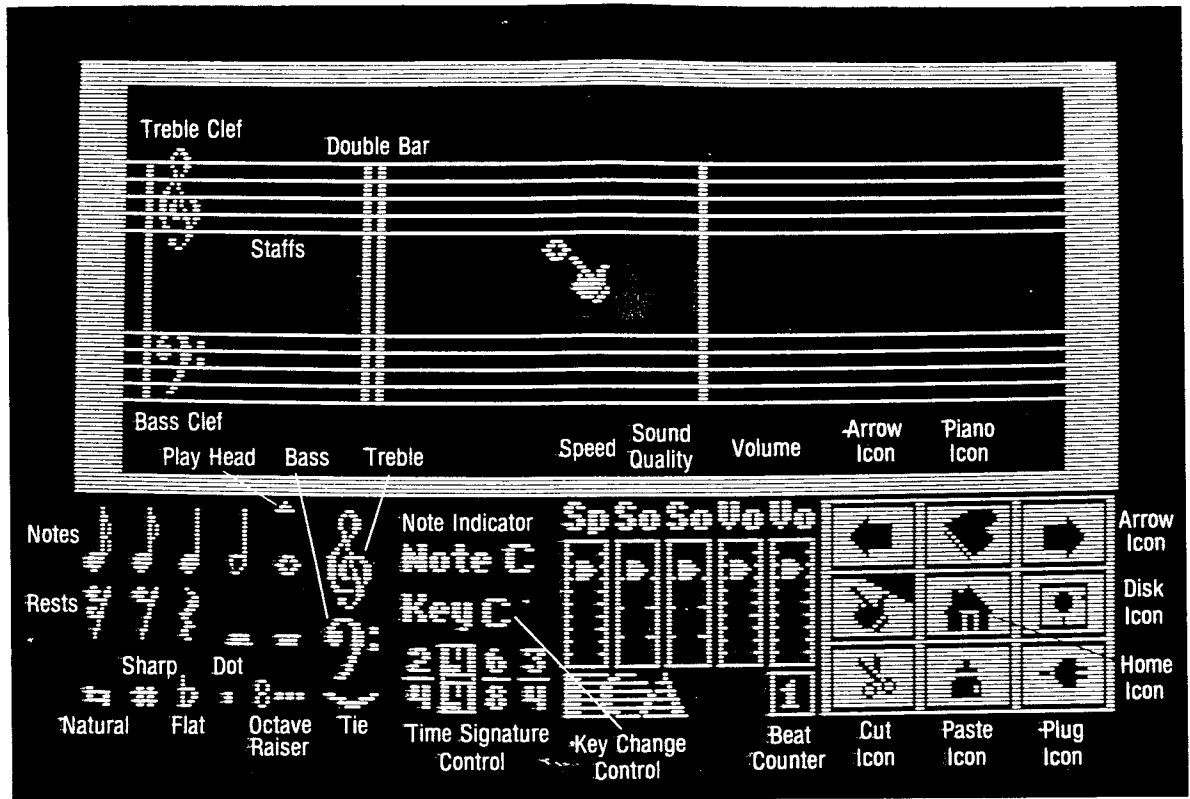 Treble Clef
Double Bar
Staffs
Bass Clef
Play Head Bass Treble
Speed
Sound
Quality
Volume
Arrow
Icon
Piano
Icon
Notes
Note Indicator
Sp So So Vo Vo
Arrow
Icon
Note C
Rests
Key C
Disk
Icon
2 4 6 3
4 4 8 4
Sharp Dot
8
1
Home
Icon
Natural Flat
Octave
Raiser
Tie
Time Signature
Control
Key Change
Control
Beat
Counter
Cut
Icon
Paste
Icon
Plug
Icon